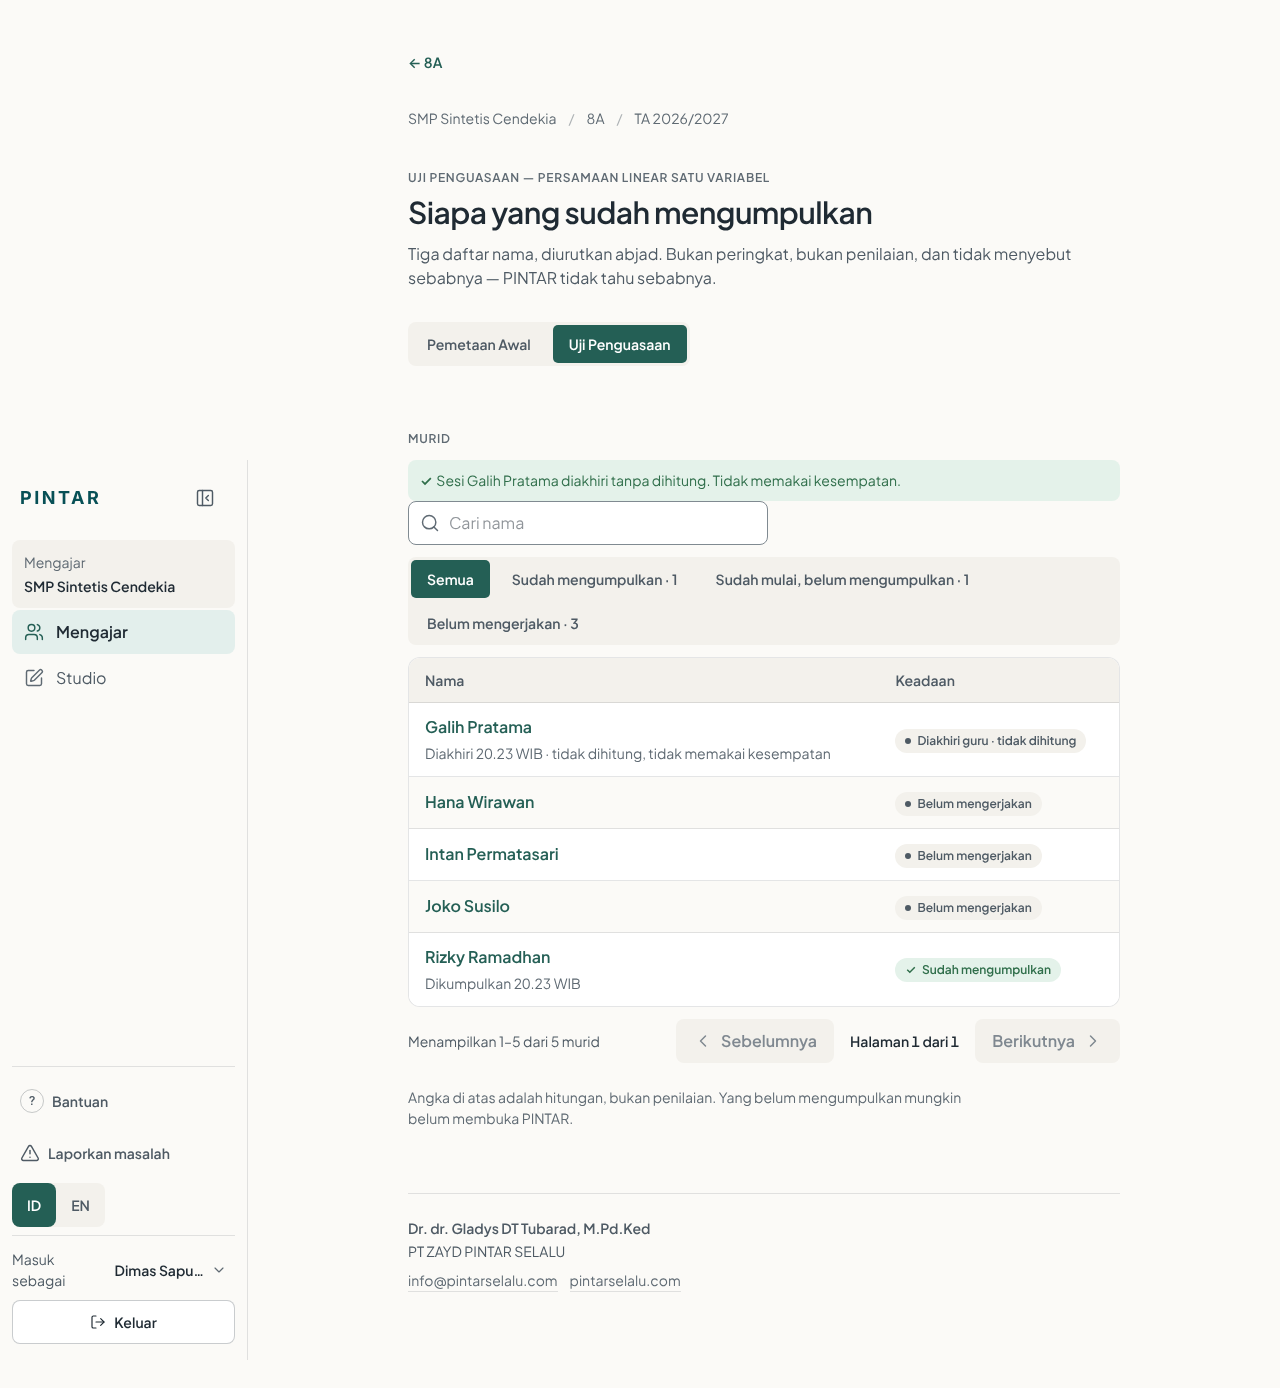 ← 8A
SMP Sintetis Cendekia / 8A / TA 2026/2027
UJI PENGUASAAN — PERSAMAAN LINEAR SATU VARIABEL
Siapa yang sudah mengumpulkan
Tiga daftar nama, diurutkan abjad. Bukan peringkat, bukan penilaian, dan tidak menyebut
sebabnya — PINTAR tidak tahu sebabnya.
Pemetaan Awal
Uji Penguasaan
MURID
✓ Sesi Galih Pratama diakhiri tanpa dihitung. Tidak memakai kesempatan.
Cari nama
Semua
Sudah mengumpulkan · 1
Sudah mulai, belum mengumpulkan · 1
Belum mengerjakan · 3
Nama
Keadaan
Galih Pratama
Diakhiri 20.23 WIB · tidak dihitung, tidak memakai kesempatan
Diakhiri guru · tidak dihitung
Hana Wirawan
Belum mengerjakan
Intan Permatasari
Belum mengerjakan
Joko Susilo
Belum mengerjakan
Rizky Ramadhan
Dikumpulkan 20.23 WIB
Sudah mengumpulkan
Menampilkan 1–5 dari 5 murid
Sebelumnya
Halaman 1 dari 1
Berikutnya
Angka di atas adalah hitungan, bukan penilaian. Yang belum mengumpulkan mungkin
belum membuka PINTAR.
Dr. dr. Gladys DT Tubarad, M.Pd.Ked
PT ZAYD PINTAR SELALU
info@pintarselalu.com pintarselalu.com
PINTAR
Mengajar
SMP Sintetis Cendekia
Mengajar
Studio
? Bantuan
Laporkan masalah
ID
EN
Masuk
sebagai
Dimas Sapu...
Keluar